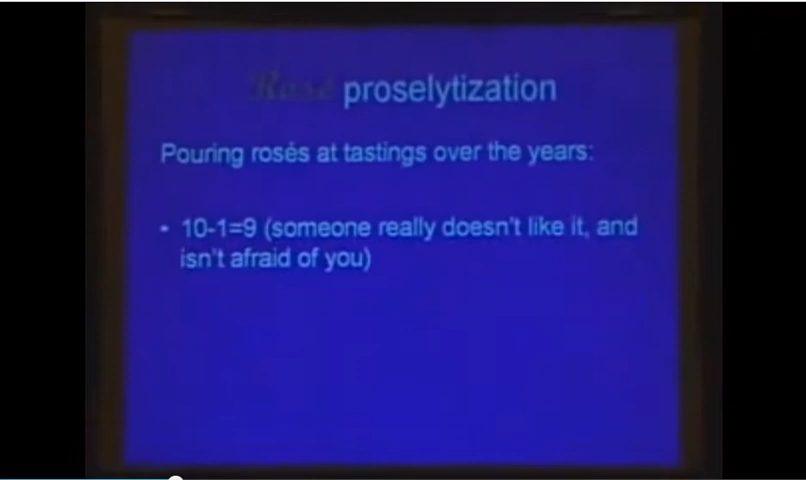 Rosé proselytization
Pouring rosés at tastings over the years:
• 10-1=9 (someone really doesn't like it, and
isn't afraid of you)